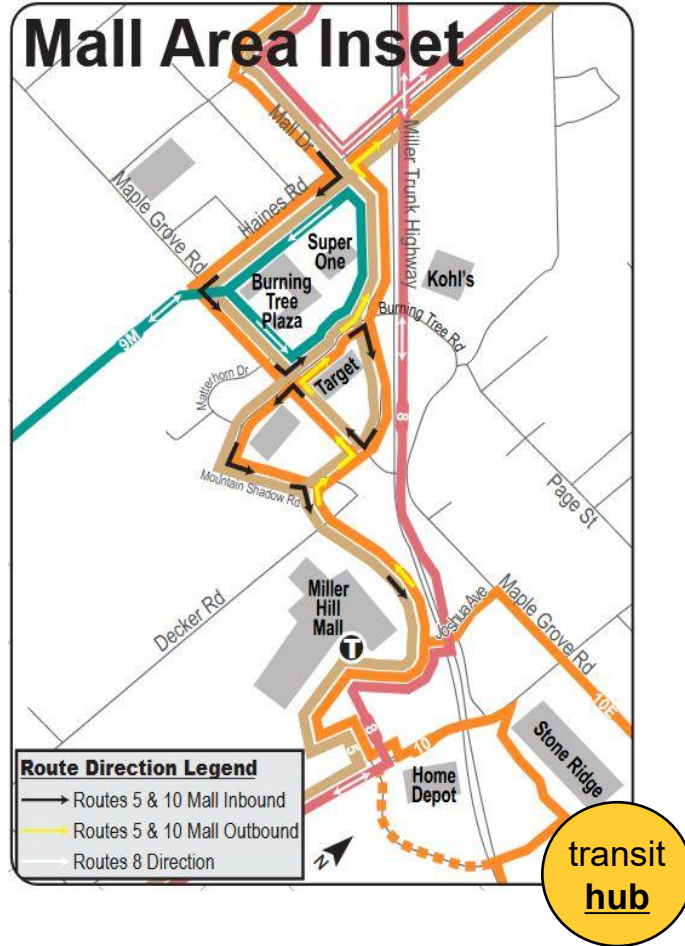 Mall Area Inset
Mall Dr
Miller Trunk Highway
Maple Grove Rd
Haines Rd
Super
One
Kohl's
Burning
Tree
Plaza
Burning Tree Rd
9M
Matterhorn Dr
Target
8
Mountain Shadow Rd
Page St
Miller
Hill
Mall
Decker Rd
JoshuaAve
Maple Grove Rd
T
10E
Stone Ridge
8
5
10
Home
Depot
Route Direction Legend
Routes 5 & 10 Mall Inbound
Routes 5 & 10 Mall Outbound
Routes 8 Direction
N
transit
hub